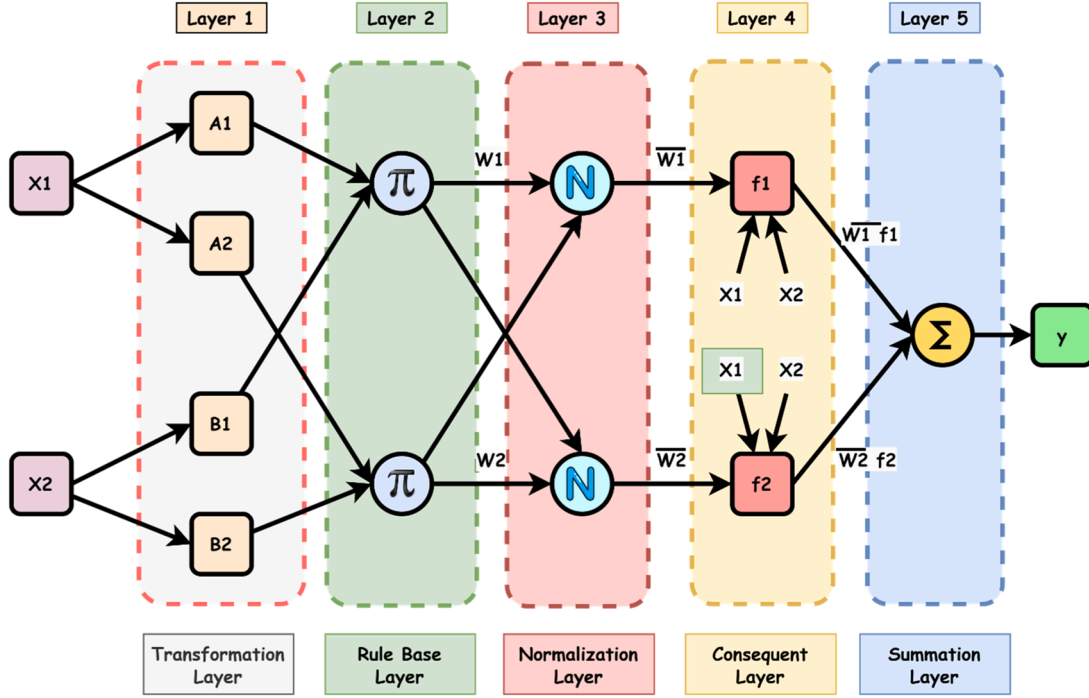 Layer 1
Layer 2
Layer 3
Layer 4
Layer 5
A1
X1
π
W1
N
W̅1̅
f1
A2
W̅1̅ f1
X1
X2
Σ
y
X1
X2
B1
W̅2̅ f2
X2
π
W2
N
W̅2̅
f2
B2
Transformation
Layer
Rule Base
Layer
Normalization
Layer
Consequent
Layer
Summation
Layer